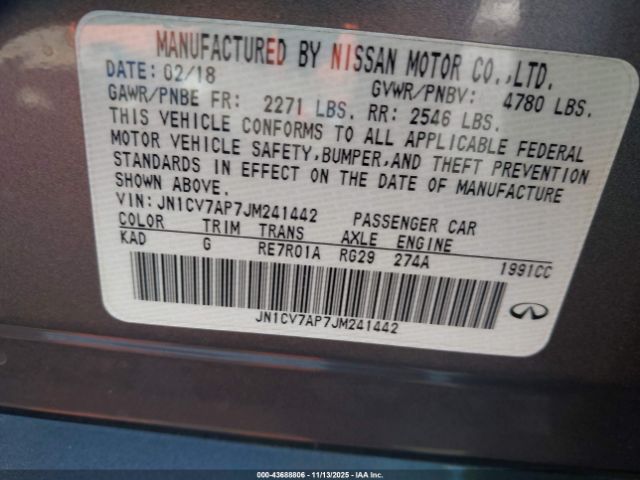 MANUFACTURED BY NISSAN MOTOR CO.,LTD.
DATE: 02/18 GVWR/PNBV: 4780 LBS.
GAWR/PNBE FR: 2271 LBS. RR: 2546 LBS.
THIS VEHICLE CONFORMS TO ALL APPLICABLE FEDERAL
MOTOR VEHICLE SAFETY,BUMPER,AND THEFT PREVENTION
STANDARDS IN EFFECT ON THE DATE OF MANUFACTURE
SHOWN ABOVE.
VIN: JN1CV7AP7JM241442 PASSENGER CAR
COLOR TRIM TRANS AXLE ENGINE
KAD G RE7R01A RG29 274A 1991CC
JN1CV7AP7JM241442
INFINITI
000-43688806 - 11/13/2025 - IAA Inc.